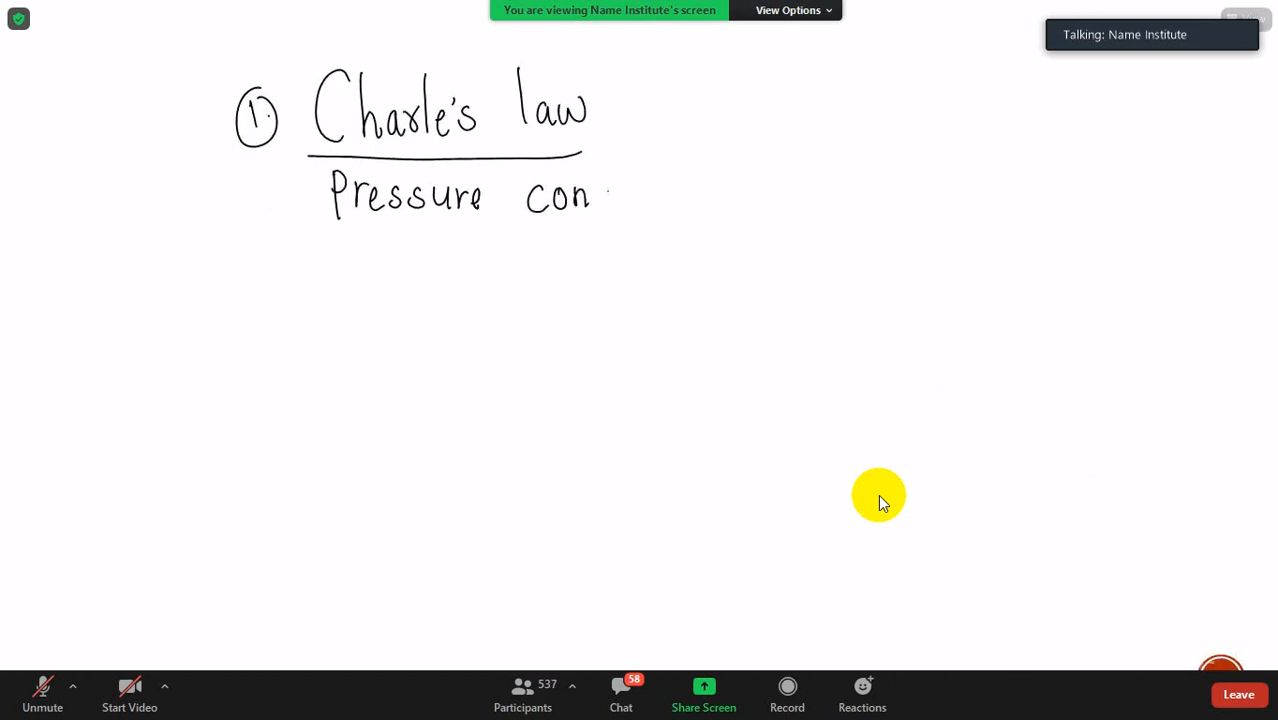 You are viewing Name Institute's screen
View Options
View
Talking: Name Institute
1. Charle's law
Pressure con
Unmute
Start Video
537
Participants
58
Chat
Share Screen
Record
Reactions
Leave